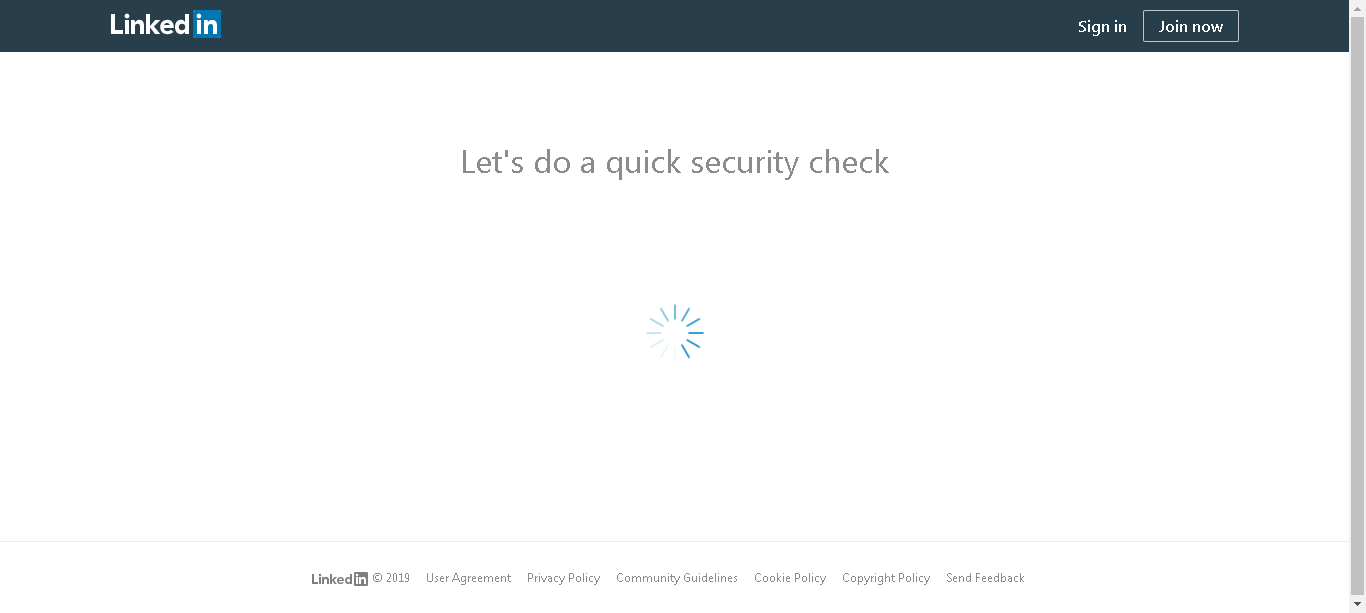 LinkedIn Sign in Join now
Let's do a quick security check
LinkedIn © 2019 User Agreement Privacy Policy Community Guidelines Cookie Policy Copyright Policy Send Feedback